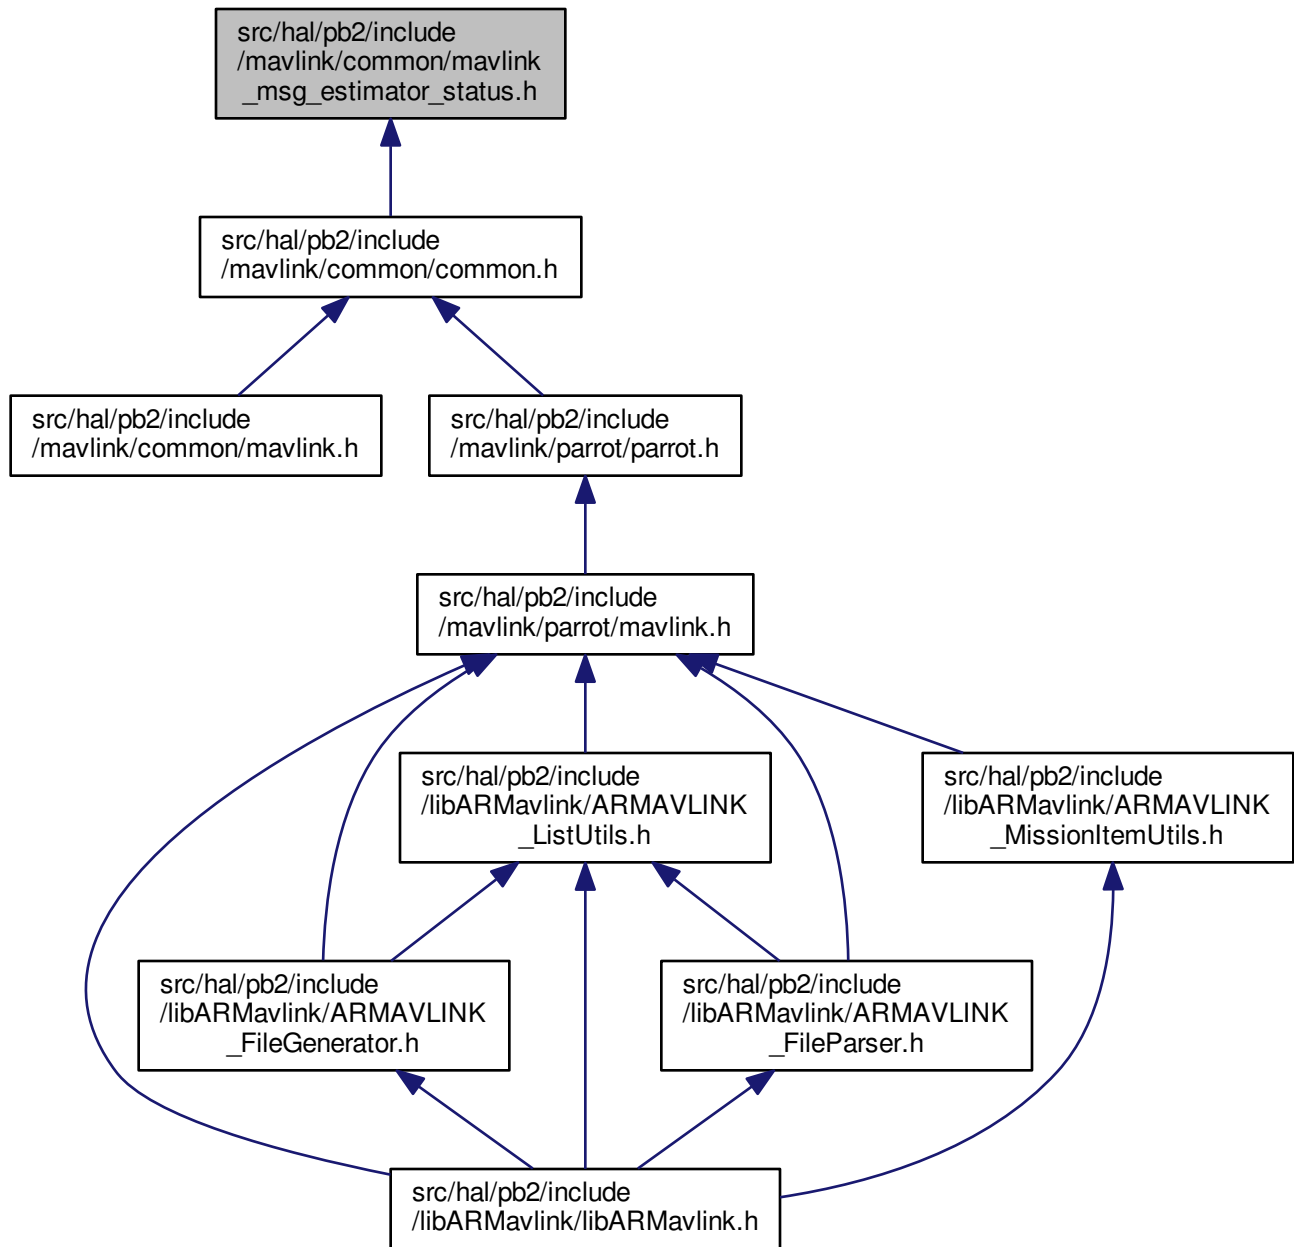 src/hal/pb2/include
/mavlink/common/mavlink
_msg_estimator_status.h
src/hal/pb2/include
/mavlink/common/common.h
src/hal/pb2/include
/mavlink/common/mavlink.h
src/hal/pb2/include
/mavlink/parrot/parrot.h
src/hal/pb2/include
/mavlink/parrot/mavlink.h
src/hal/pb2/include
/libARMavlink/ARMAVLINK
_ListUtils.h
src/hal/pb2/include
/libARMavlink/ARMAVLINK
_MissionItemUtils.h
src/hal/pb2/include
/libARMavlink/ARMAVLINK
_FileGenerator.h
src/hal/pb2/include
/libARMavlink/ARMAVLINK
_FileParser.h
src/hal/pb2/include
/libARMavlink/libARMavlink.h